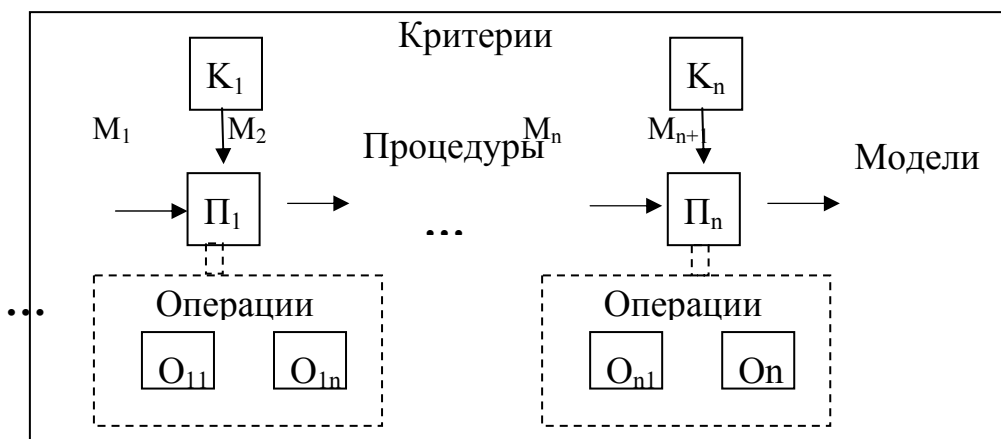 Критерии
K₁ Kₙ
M₁ M₂ Процедуры Mₙ Mₙ₊₁ Модели
П₁ ... Пₙ
... Операции Операции
O₁₁ O₁ₙ Oₙ₁ On